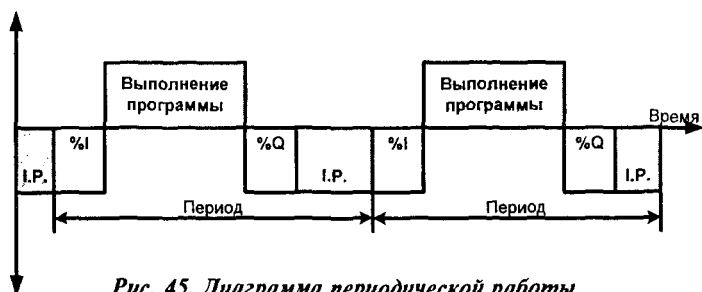 Выполнение
программы
Выполнение
программы
Время
%I
%Q
%I
%Q
I.P.
I.P.
I.P.
Период
Период
Рис. 45. Диаграмма периодической работы